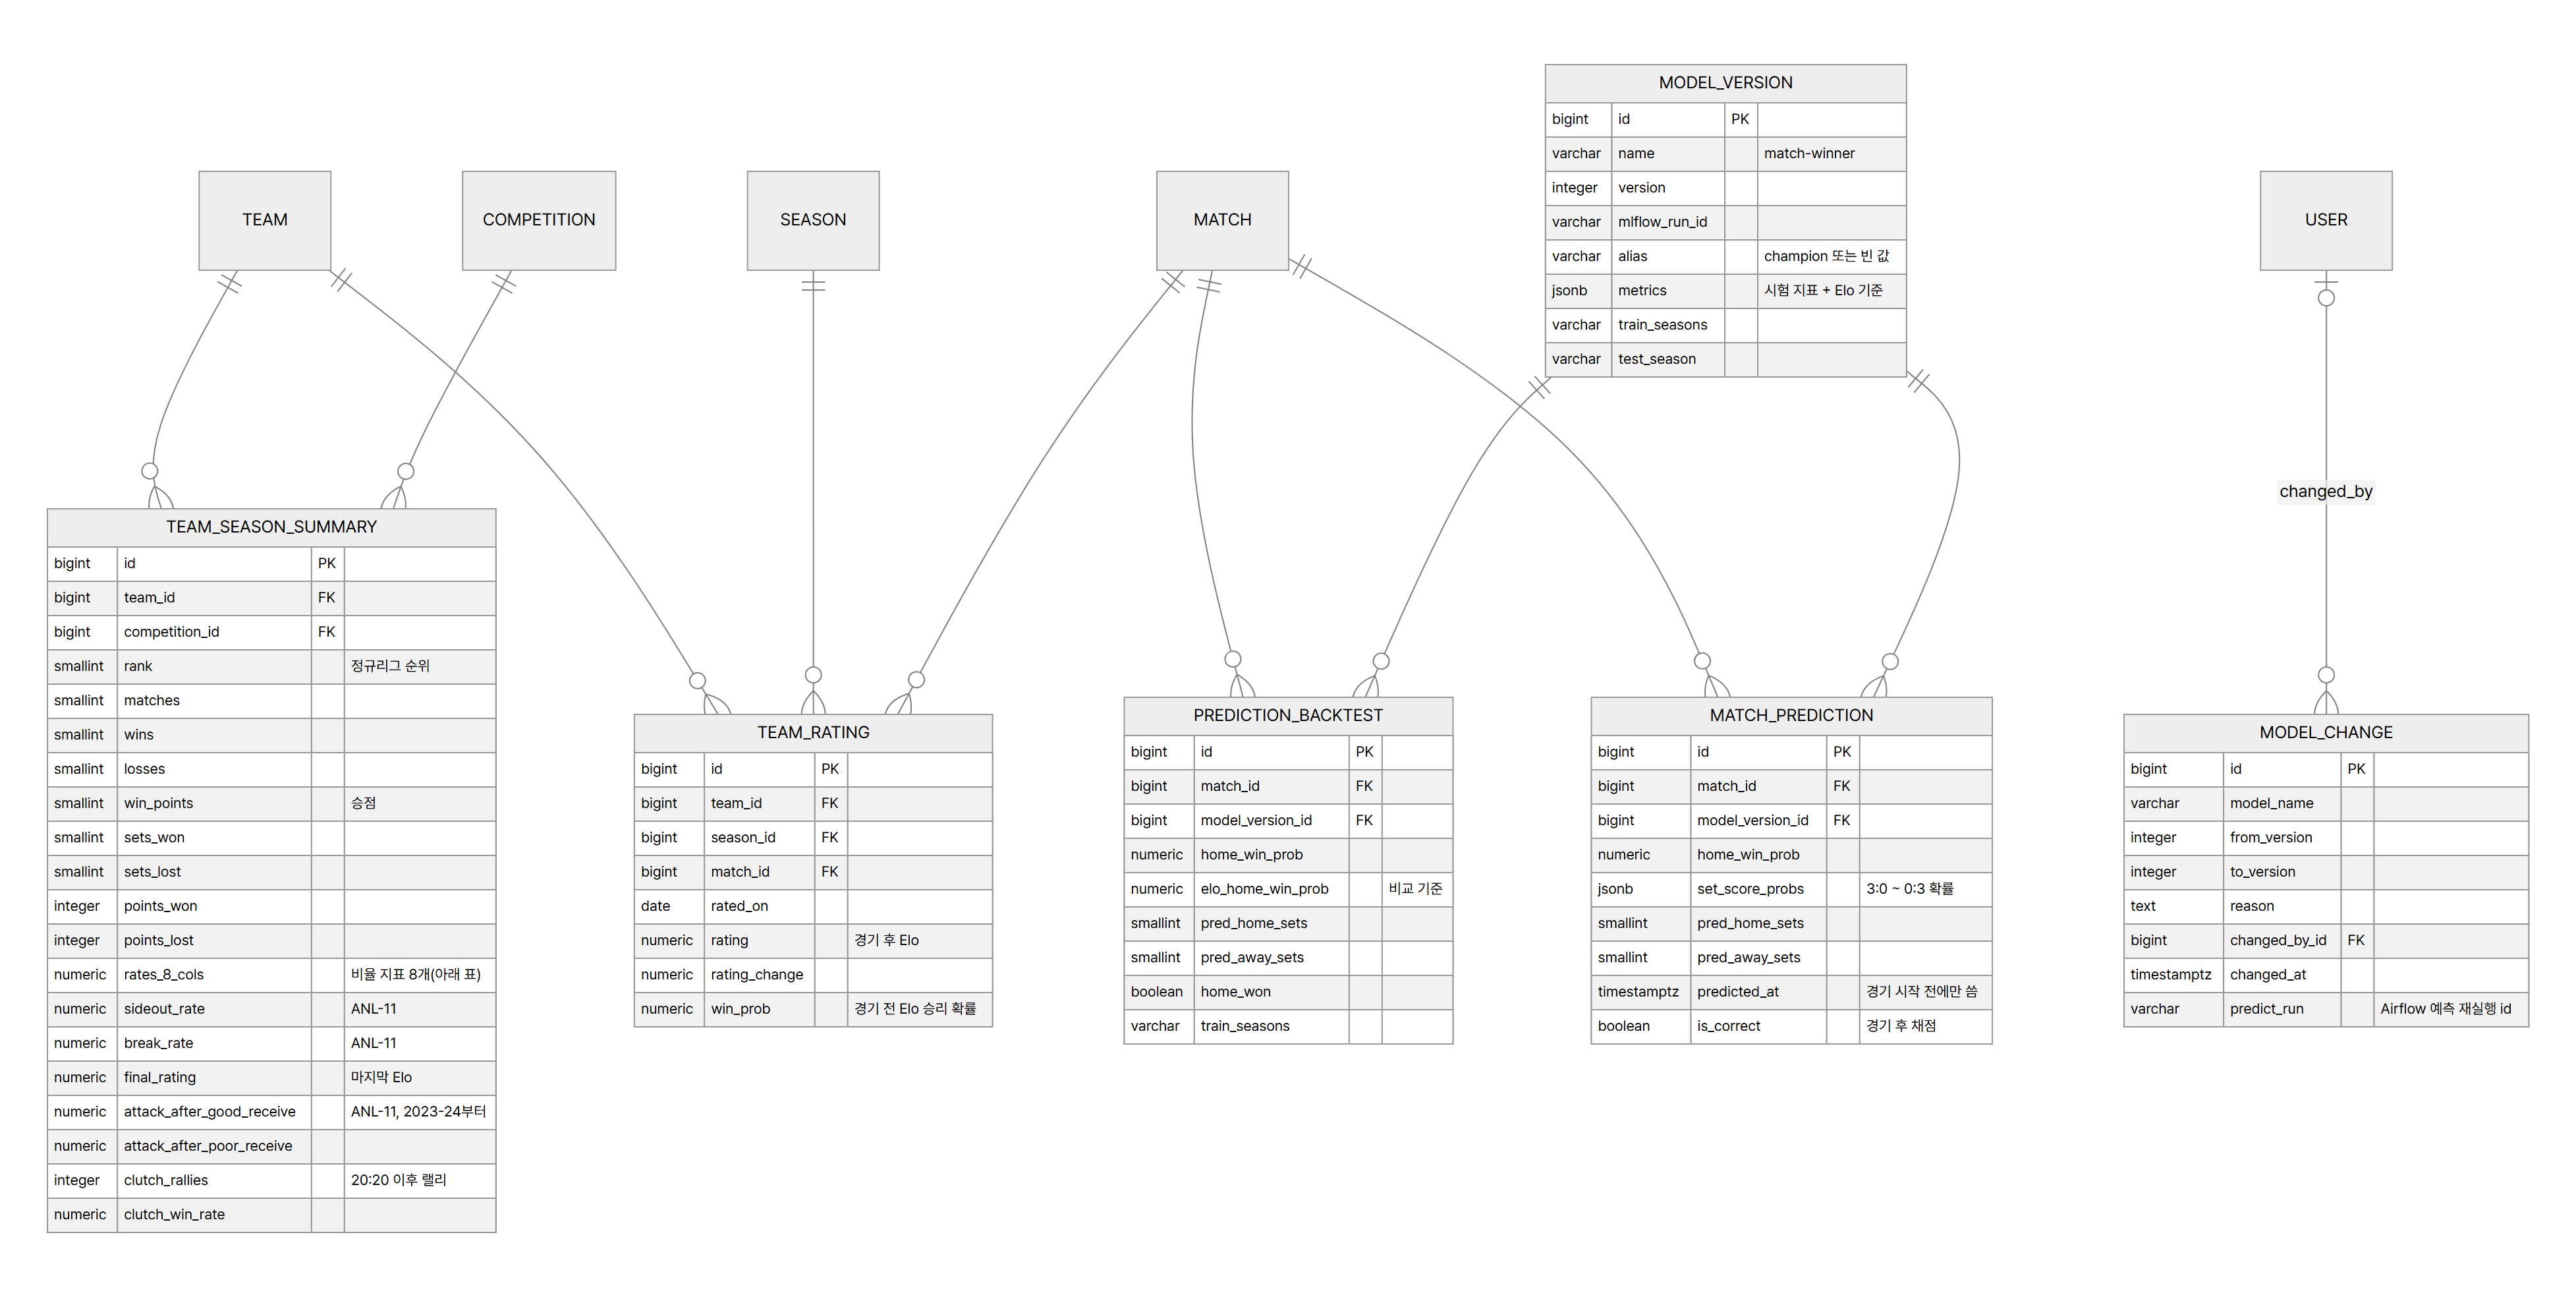 MODEL_VERSION
bigint id PK
varchar name match-winner
integer version
varchar mlflow_run_id
varchar alias champion 또는 빈 값
jsonb metrics 시험 지표 + Elo 기준
varchar train_seasons
varchar test_season
TEAM
COMPETITION
SEASON
MATCH
USER
changed_by
TEAM_SEASON_SUMMARY
bigint id PK
bigint team_id FK
bigint competition_id FK
smallint rank 정규리그 순위
smallint matches
smallint wins
smallint losses
smallint win_points 승점
smallint sets_won
smallint sets_lost
integer points_won
integer points_lost
numeric rates_8_cols 비율 지표 8개(아래 표)
numeric sideout_rate ANL-11
numeric break_rate ANL-11
numeric final_rating 마지막 Elo
numeric attack_after_good_receive ANL-11, 2023-24부터
numeric attack_after_poor_receive
integer clutch_rallies 20:20 이후 랠리
numeric clutch_win_rate
TEAM_RATING
bigint id PK
bigint team_id FK
bigint season_id FK
bigint match_id FK
date rated_on
numeric rating 경기 후 Elo
numeric rating_change
numeric win_prob 경기 전 Elo 승리 확률
PREDICTION_BACKTEST
bigint id PK
bigint match_id FK
bigint model_version_id FK
numeric home_win_prob
numeric elo_home_win_prob 비교 기준
smallint pred_home_sets
smallint pred_away_sets
boolean home_won
varchar train_seasons
MATCH_PREDICTION
bigint id PK
bigint match_id FK
bigint model_version_id FK
numeric home_win_prob
jsonb set_score_probs 3:0 ~ 0:3 확률
smallint pred_home_sets
smallint pred_away_sets
timestamptz predicted_at 경기 시작 전에만 씀
boolean is_correct 경기 후 채점
MODEL_CHANGE
bigint id PK
varchar model_name
integer from_version
integer to_version
text reason
bigint changed_by_id FK
timestamptz changed_at
varchar predict_run Airflow 예측 재실행 id